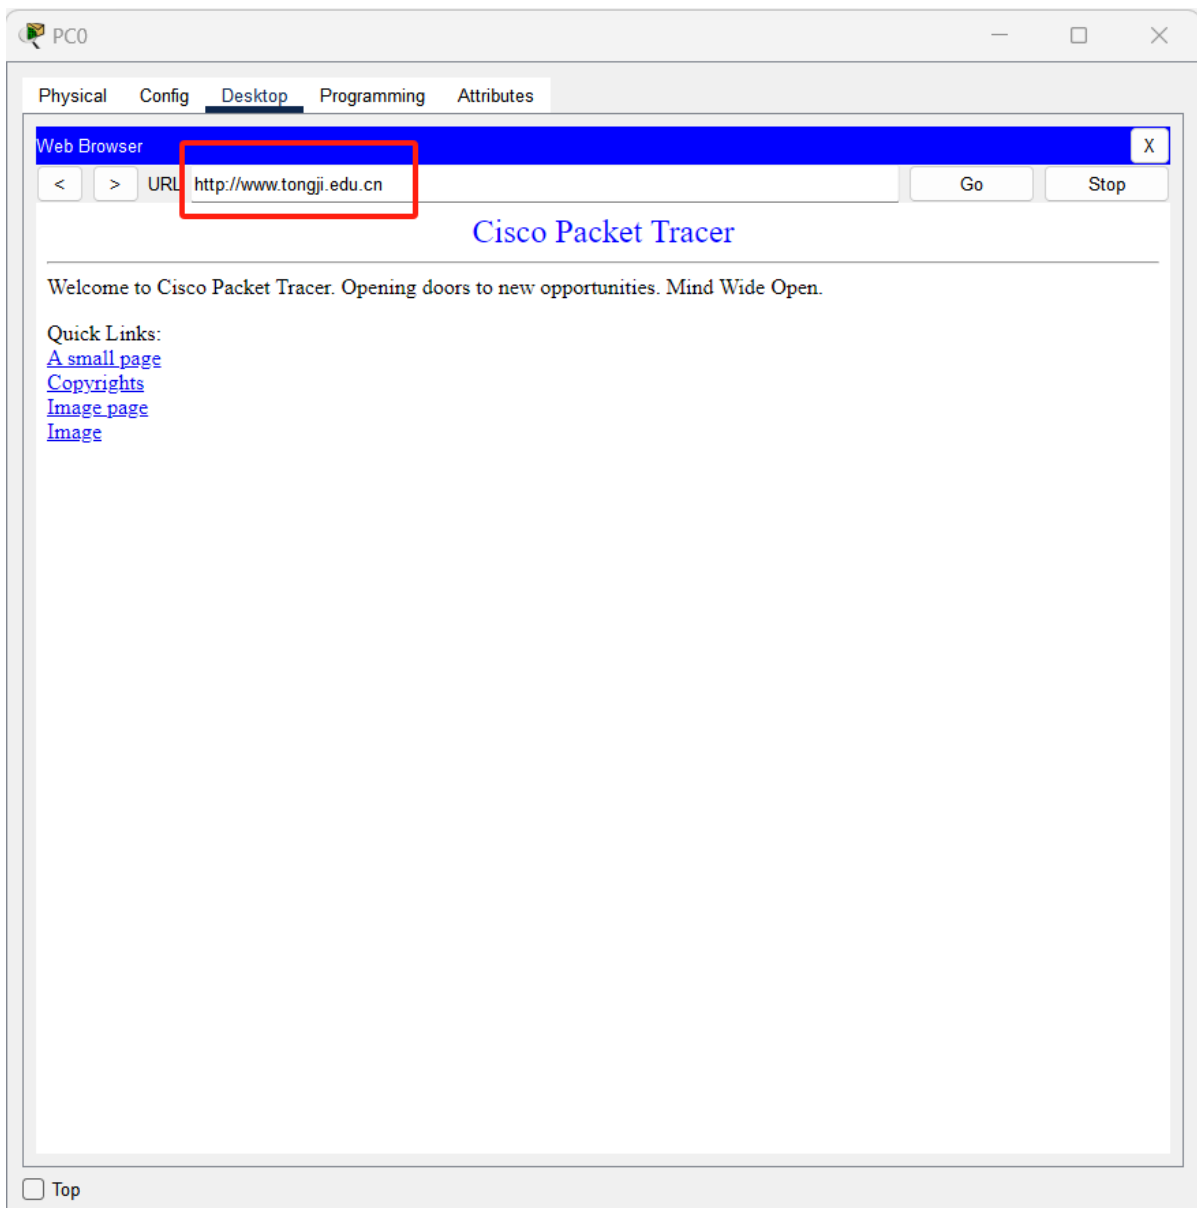 PC0
Physical Config Desktop Programming Attributes
Web Browser X
< > URL http://www.tongji.edu.cn Go Stop
Cisco Packet Tracer
Welcome to Cisco Packet Tracer. Opening doors to new opportunities. Mind Wide Open.
Quick Links:
A small page
Copyrights
Image page
Image
Top